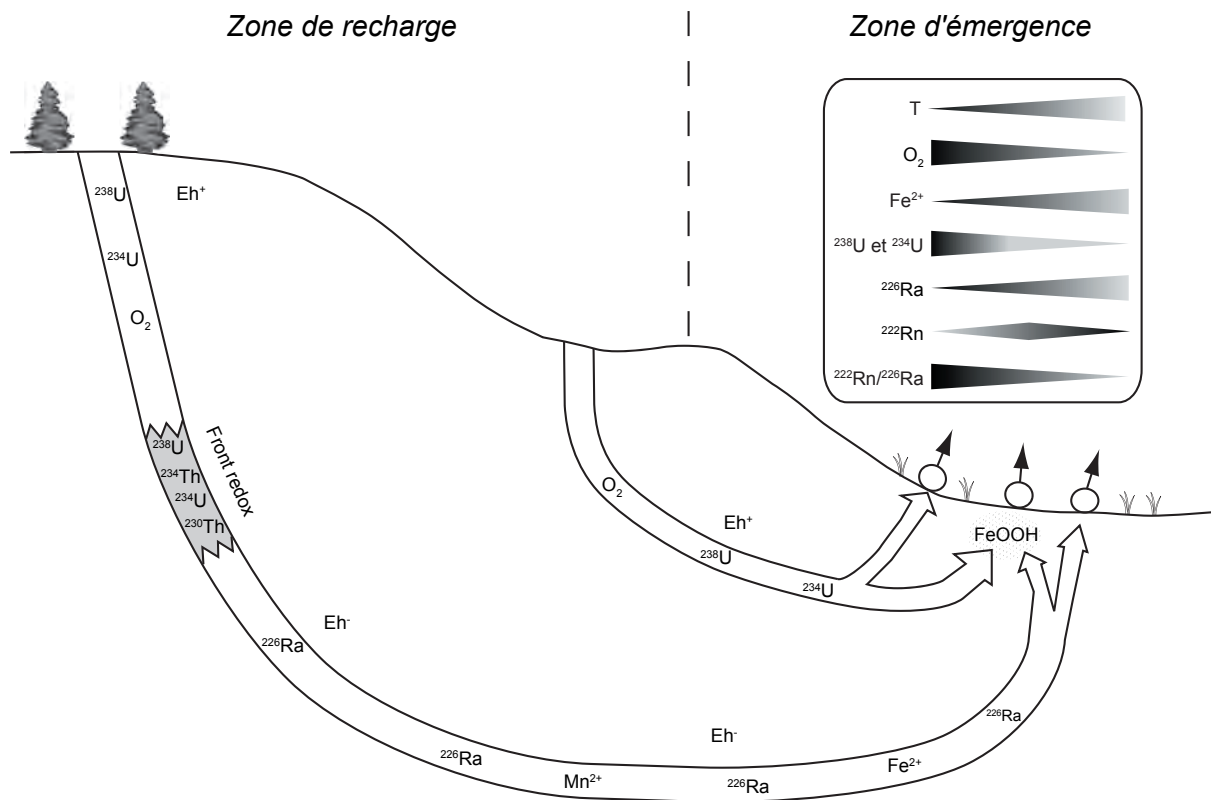 Zone de recharge
Zone d'émergence
T
O₂
Fe²⁺
²³⁸U et ²³⁴U
²²⁶Ra
²²²Rn
²²²Rn/²²⁶Ra
²³⁸U
Eh⁺
²³⁴U
O₂
²³⁸U
²³⁴Th
²³⁴U
²³⁰Th
Front redox
O₂
Eh⁺
²³⁸U
²³⁴U
FeOOH
Eh⁻
²²⁶Ra
²²⁶Ra
Mn²⁺
Eh⁻
²²⁶Ra
Fe²⁺
²²⁶Ra